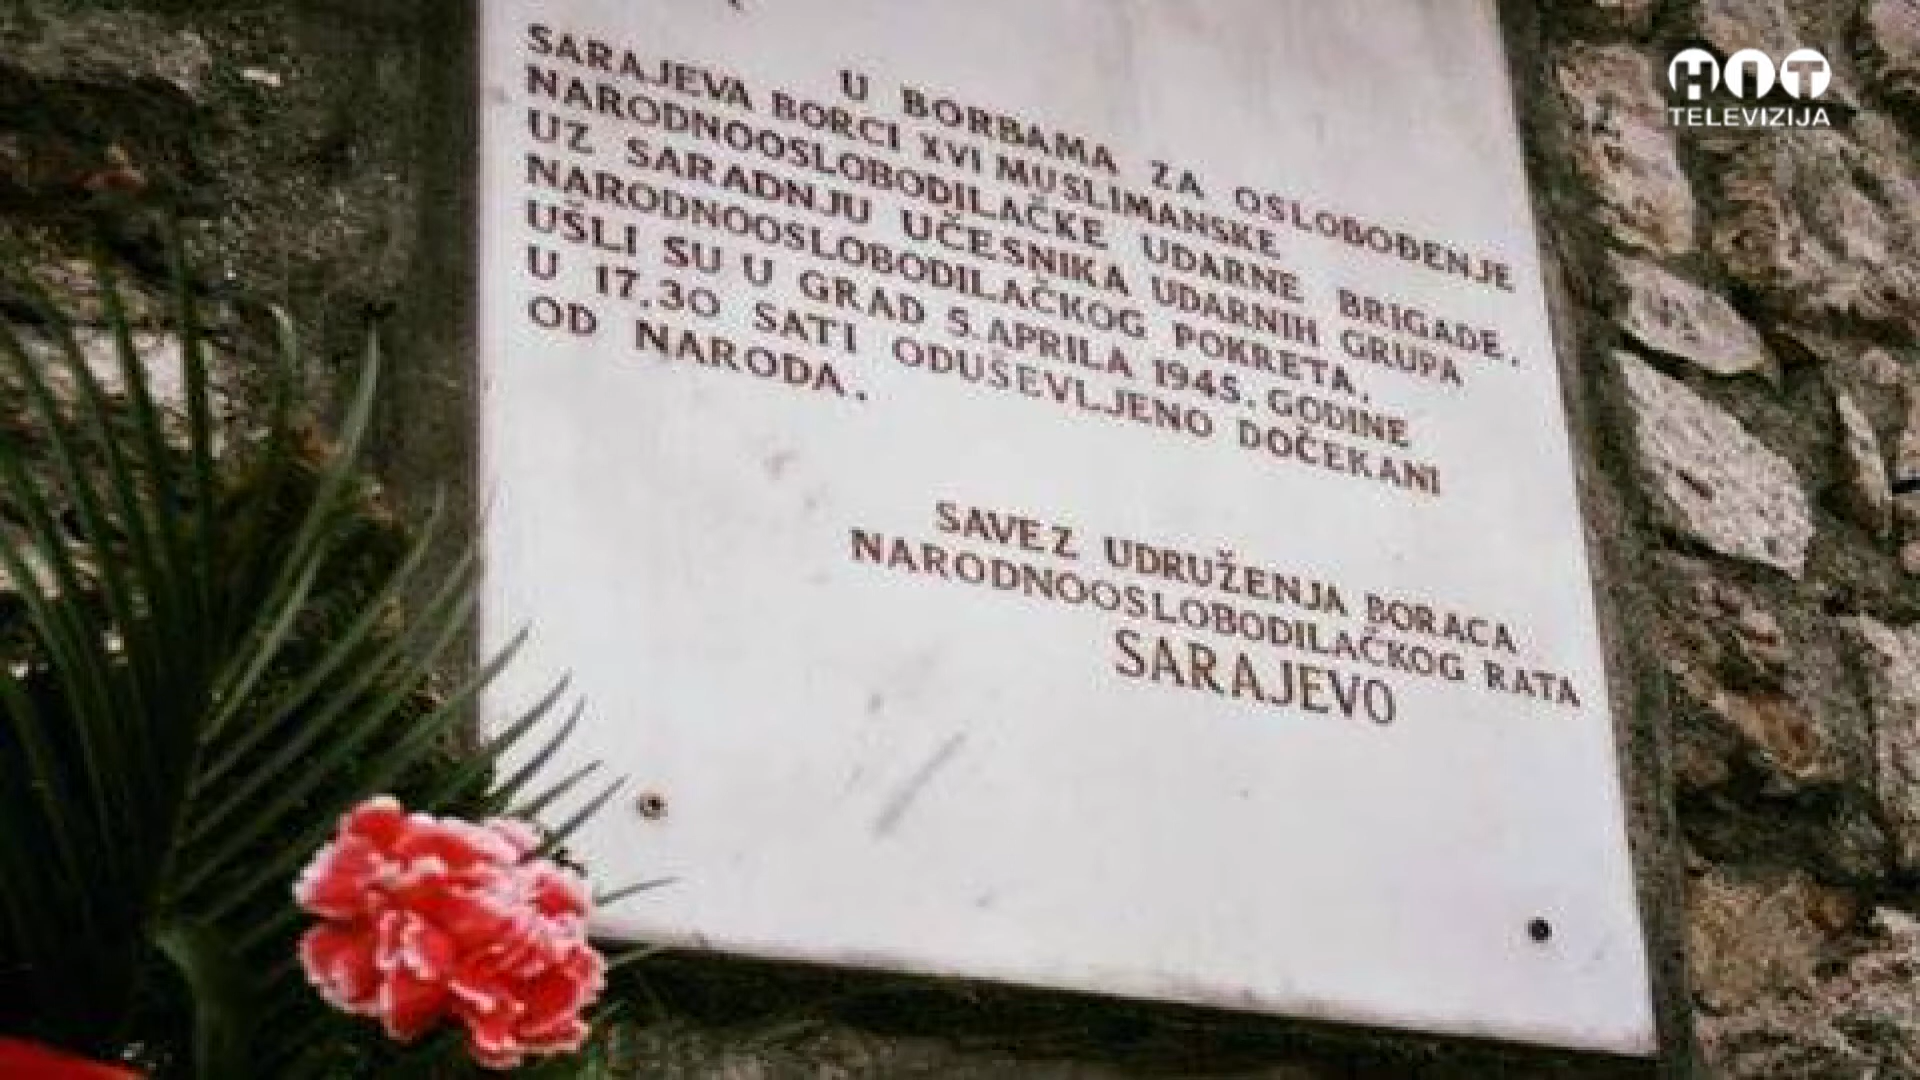 HIT
TELEVIZIJA
U BORBAMA ZA OSLOBOĐENJE
SARAJEVA BORCI XVI MUSLIMANSKE
NARODNOOSLOBODILAČKE UDARNE BRIGADE.
UZ SARADNJU UČESNIKA UDARNIH GRUPA
NARODNOOSLOBODILAČKOG POKRETA.
UŠLI SU U GRAD 5.APRILA 1945. GODINE
U 17.30 SATI ODUŠEVLJENO DOČEKANI
OD NARODA.
SAVEZ UDRUŽENJA BORACA
NARODNOOSLOBODILAČKOG RATA
SARAJEVO